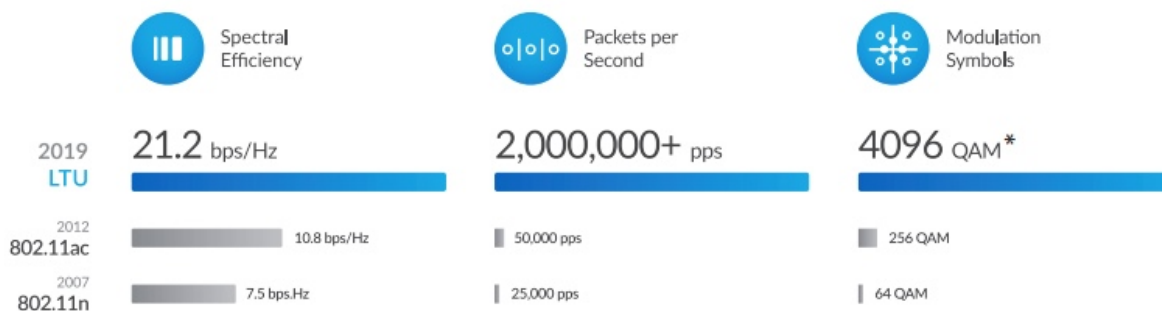 Spectral
Efficiency
Packets per
Second
Modulation
Symbols
2019
LTU
21.2 bps/Hz
2,000,000+ pps
4096 QAM*
2012
802.11ac
10.8 bps/Hz
50,000 pps
256 QAM
2007
802.11n
7.5 bps.Hz
25,000 pps
64 QAM